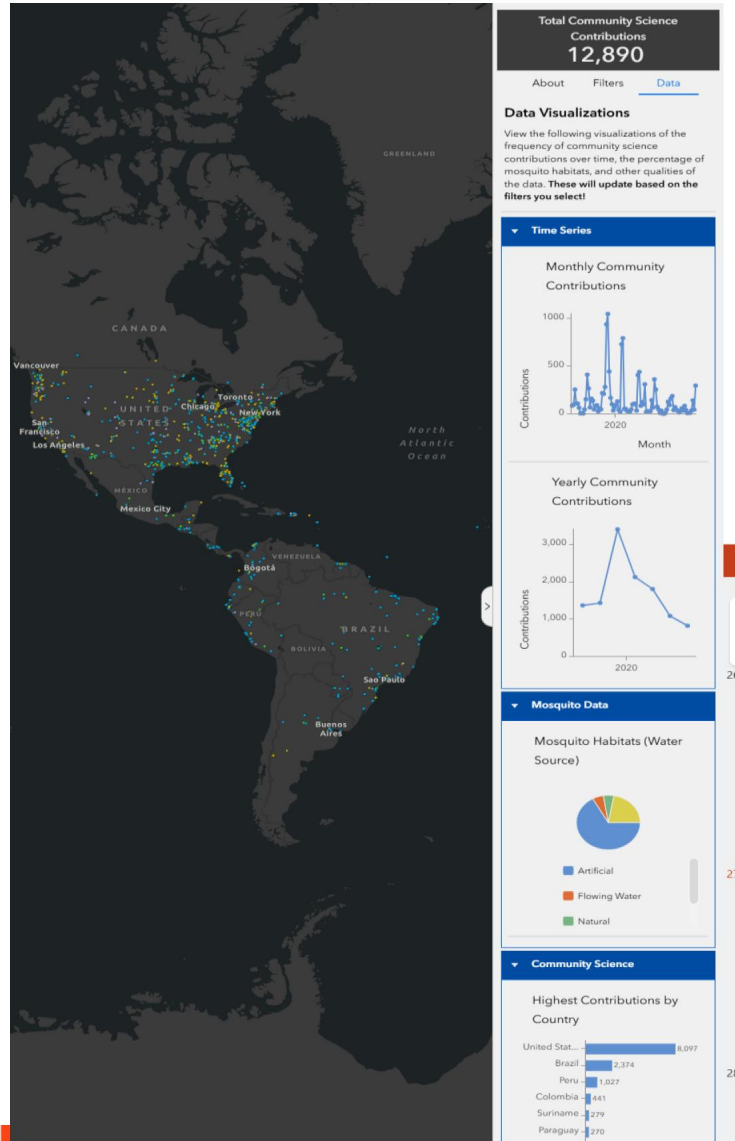 GREENLAND
CANADA
Vancouver
Toronto
Chicago
UNITED
New York
STATES
San
Francisco
Los Angeles
North
Atlantic
Ocean
MÉXICO
Mexico City
VENEZUELA
Bogotá
PERU
BRAZIL
BOLIVIA
Sao Paulo
Buenos
Aires
Total Community Science
Contributions
12,890
About Filters Data
Data Visualizations
View the following visualizations of the
frequency of community science
contributions over time, the percentage of
mosquito habitats, and other qualities of
the data. These will update based on the
filters you select!
Time Series
Monthly Community
Contributions
Contributions
1000
500
0
2020
Month
Yearly Community
Contributions
Contributions
3,000
2,000
1,000
0
2020
Mosquito Data
Mosquito Habitats (Water
Source)
Artificial
Flowing Water
Natural
Community Science
Highest Contributions by
Country
United Stat... 8,097
Brazil 2,374
Peru 1,027
Colombia 441
Suriname 279
Paraguay 270